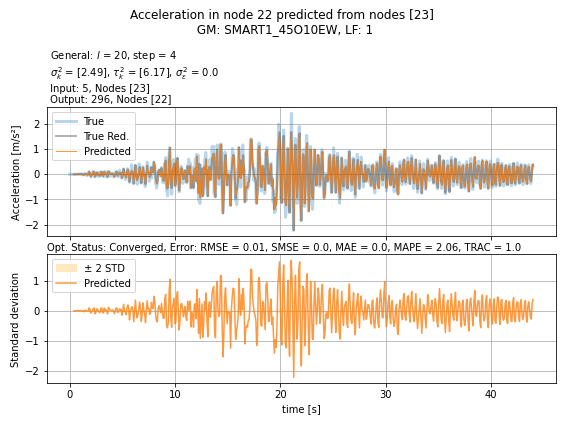 Acceleration in node 22 predicted from nodes [23]
GM: SMART1_45O10EW, LF: 1
General: l = 20, step = 4
σ²ₖ = [2.49], τ²ₖ = [6.17], σ²_ε = 0.0
Input: 5, Nodes [23]
Output: 296, Nodes [22]
True
True Red.
Predicted
Acceleration [m/s²]
2
1
0
−1
−2
Opt. Status: Converged, Error: RMSE = 0.01, SMSE = 0.0, MAE = 0.0, MAPE = 2.06, TRAC = 1.0
± 2 STD
Predicted
Standard deviation
1
0
−1
−2
0 10 20 30 40
time [s]